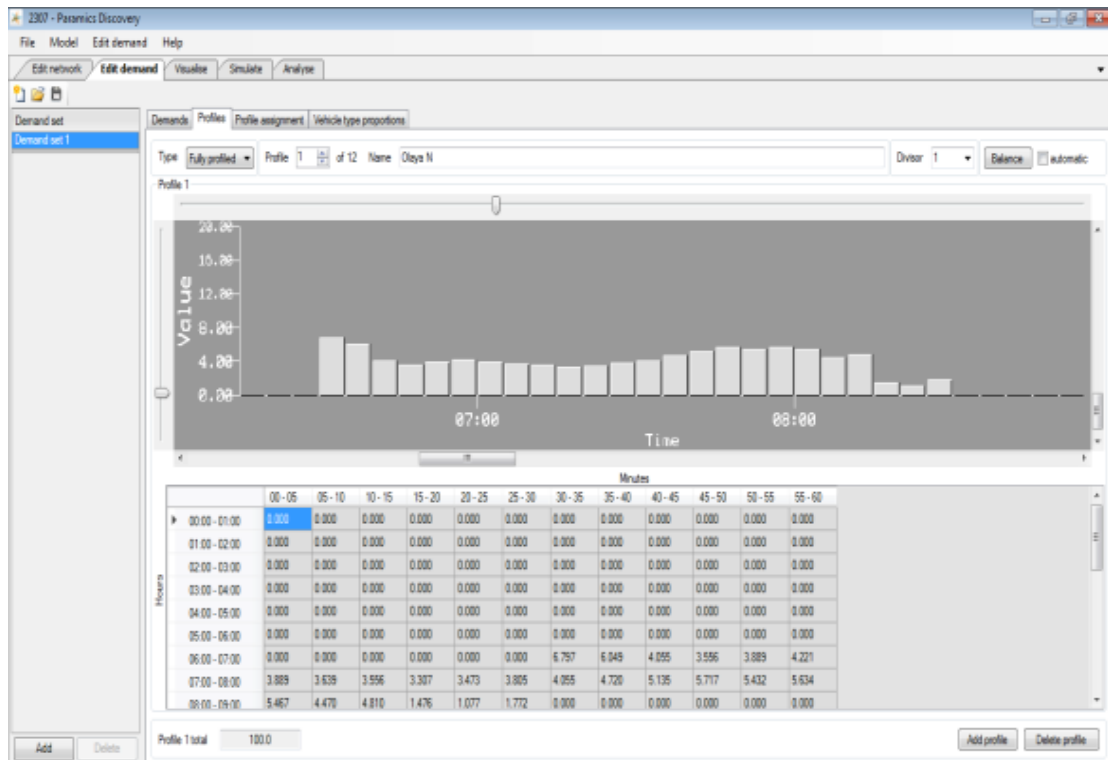 2307 - Paramics Discovery
File Model Edit demand Help
Edit network Edit demand Visualise Simulate Analyse
Demand set
Demand set 1
Demands Profiles Profile assignment Vehicle type proportions
Type Fully profiled Profile 1 of 12 Name Olaya N Divisor 1 Balance automatic
Profile 1
20.00
16.00
12.00
8.00
4.00
0.00
Value
07:00 08:00
Time
Minutes
00 - 05 05 - 10 10 - 15 15 - 20 20 - 25 25 - 30 30 - 35 35 - 40 40 - 45 45 - 50 50 - 55 55 - 60
Hours
00:00 - 01:00 0.000 0.000 0.000 0.000 0.000 0.000 0.000 0.000 0.000 0.000 0.000 0.000
01:00 - 02:00 0.000 0.000 0.000 0.000 0.000 0.000 0.000 0.000 0.000 0.000 0.000 0.000
02:00 - 03:00 0.000 0.000 0.000 0.000 0.000 0.000 0.000 0.000 0.000 0.000 0.000 0.000
03:00 - 04:00 0.000 0.000 0.000 0.000 0.000 0.000 0.000 0.000 0.000 0.000 0.000 0.000
04:00 - 05:00 0.000 0.000 0.000 0.000 0.000 0.000 0.000 0.000 0.000 0.000 0.000 0.000
05:00 - 06:00 0.000 0.000 0.000 0.000 0.000 0.000 0.000 0.000 0.000 0.000 0.000 0.000
06:00 - 07:00 0.000 0.000 0.000 0.000 0.000 0.000 6.797 6.049 4.055 3.556 3.889 4.221
07:00 - 08:00 3.889 3.639 3.556 3.307 3.473 3.805 4.055 4.720 5.135 5.717 5.432 5.634
08:00 - 09:00 5.467 4.470 4.810 1.476 1.077 1.772 0.000 0.000 0.000 0.000 0.000 0.000
Profile 1 total 100.0
Add profile Delete profile
Add Delete